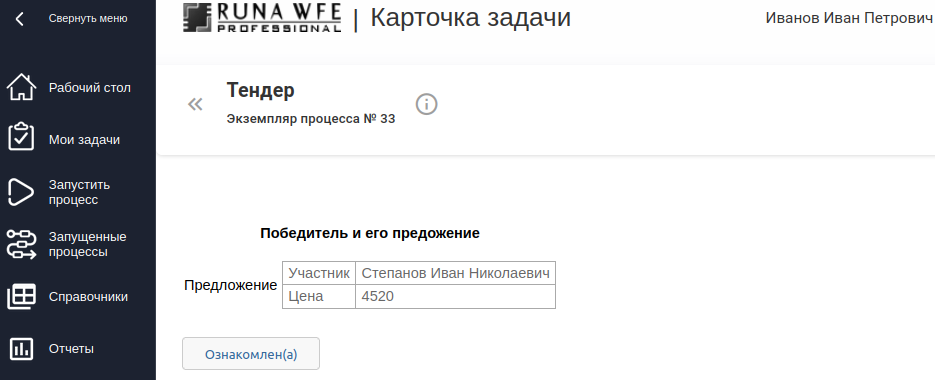 Свернуть меню
RUNA WFE
PROFESSIONAL
| Карточка задачи
Иванов Иван Петрович
Рабочий стол
Мои задачи
Запустить
процесс
Запущенные
процессы
Справочники
Отчеты
Тендер
Экземпляр процесса № 33
Победитель и его предожение
Предложение
Участник Степанов Иван Николаевич
Цена 4520
Ознакомлен(а)